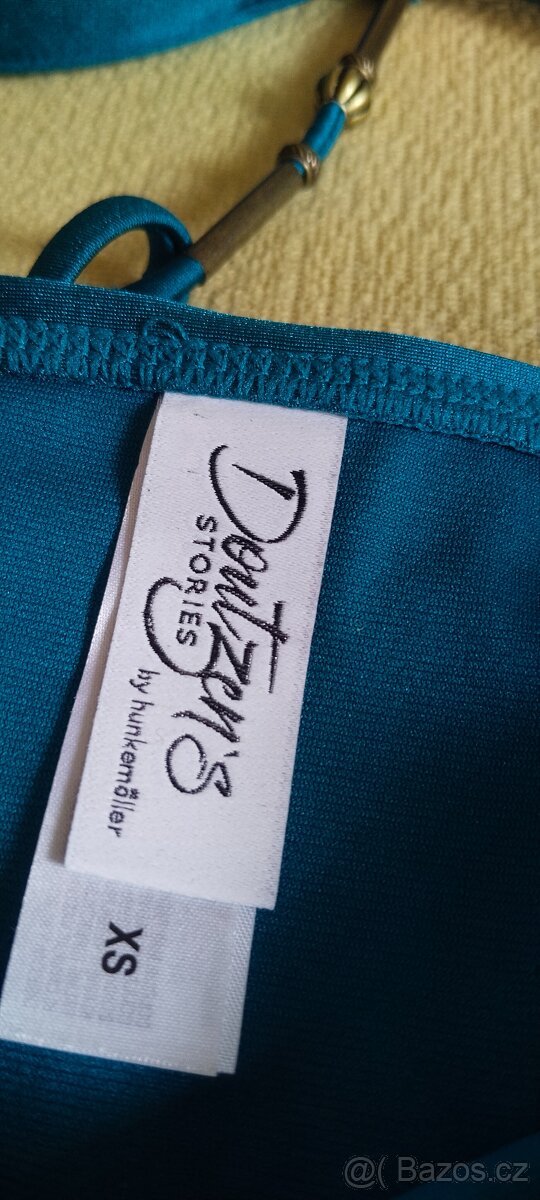 Doutzen's
STORIES
by hunkemöller
XS
@( Bazos.cz